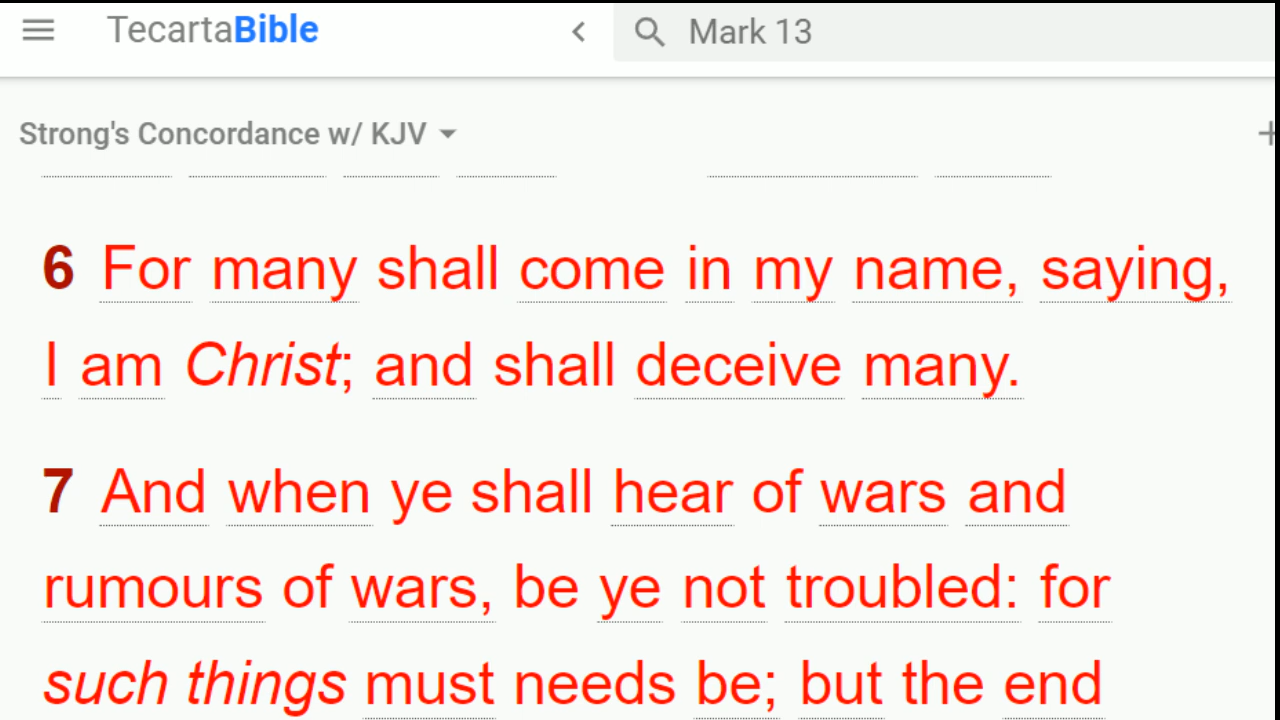 TecartaBible
Mark 13
Strong's Concordance w/ KJV
6 For many shall come in my name, saying,
I am Christ; and shall deceive many.
7 And when ye shall hear of wars and
rumours of wars, be ye not troubled: for
such things must needs be; but the end